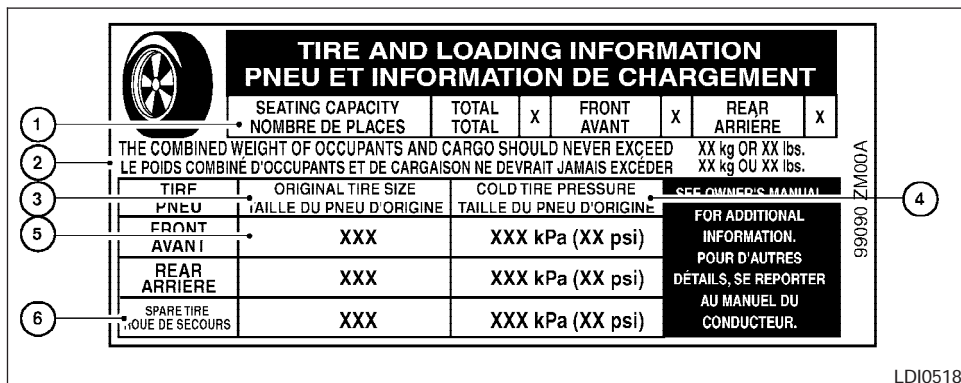 TIRE AND LOADING INFORMATION
PNEU ET INFORMATION DE CHARGEMENT
SEATING CAPACITY
NOMBRE DE PLACES
TOTAL
TOTAL
X
FRONT
AVANT
X
REAR
ARRIÈRE
X
THE COMBINED WEIGHT OF OCCUPANTS AND CARGO SHOULD NEVER EXCEED XX kg OR XX lbs.
LE POIDS COMBINÉ D'OCCUPANTS ET DE CARGAISON NE DEVRAIT JAMAIS EXCÉDER XX kg OU XX lbs.
TIRE
PNEU
ORIGINAL TIRE SIZE
TAILLE DU PNEU D'ORIGINE
COLD TIRE PRESSURE
TAILLE DU PNEU D'ORIGINE
SEE OWNER'S MANUAL
FOR ADDITIONAL
INFORMATION.
POUR D'AUTRES
DÉTAILS, SE REPORTER
AU MANUEL DU
CONDUCTEUR.
FRONT
AVANT
XXX
XXX kPa (XX psi)
REAR
ARRIÈRE
XXX
XXX kPa (XX psi)
SPARE TIRE
ROUE DE SECOURS
XXX
XXX kPa (XX psi)
99090 ZM00A
1
2
3
4
5
6
LDI0518